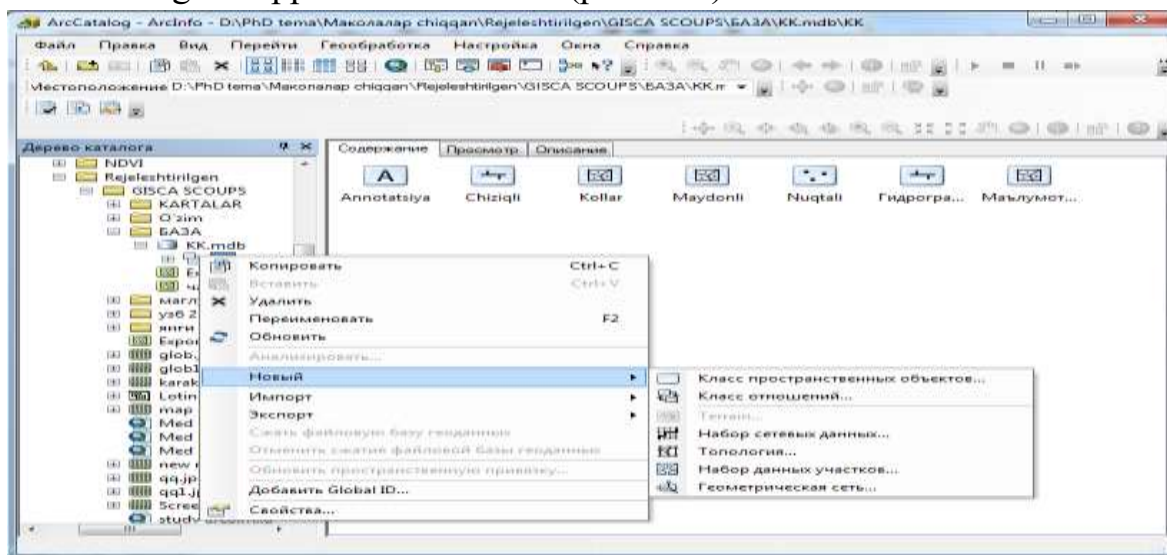 ArcCatalog - ArcInfo - D:\PhD tema\Маколалар chiqqan\Rejeleshtirilgen\GISCA SCOUPS\БАЗА\KK.mdb\KK
Файл Правка Вид Перейти Геообработка Настройка Окна Справка
Местоположение D:\PhD tema\Маколалар chiqqan\Rejeleshtirilgen\GISCA SCOUPS\БАЗА\KK.m
Дерево каталога
Содержание Просмотр Описание
NDVI
Rejeleshtirilgen
GISCA SCOUPS
KARTALAR
O'zim
БАЗА
KK.mdb
магл
узб 2
янги
Expor
glob.
glob1
karak
Lotin
map
Med
Med
Med
new r
qq.jp
qq1.j
Scree
study
Annotatsiya Chiziqli Kollar Maydonli Nuqtali Гидрогра... Маълумот...
Копировать Ctrl+C
Вставить Ctrl+V
Удалить
Переименовать F2
Обновить
Анализировать...
Новый
Импорт
Экспорт
Сжать файловую базу геоданных
Отменить сжатие файловой базы геоданных
Обновить пространственную привязку...
Добавить Global ID...
Свойства...
Класс пространственных объектов...
Класс отношений...
Terrain...
Набор сетевых данных...
Топология...
Набор данных участков...
Геометрическая сеть...